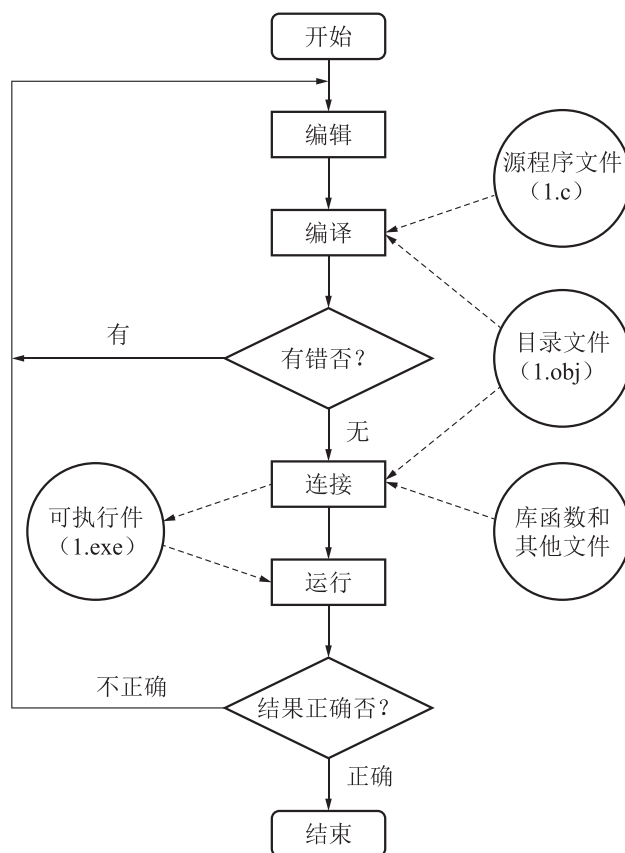 开始
编辑
源程序文件
（1.c）
编译
有
有错否？
目录文件
（1.obj）
无
连接
可执行件
（1.exe）
库函数和
其他文件
运行
不正确
结果正确否？
正确
结束